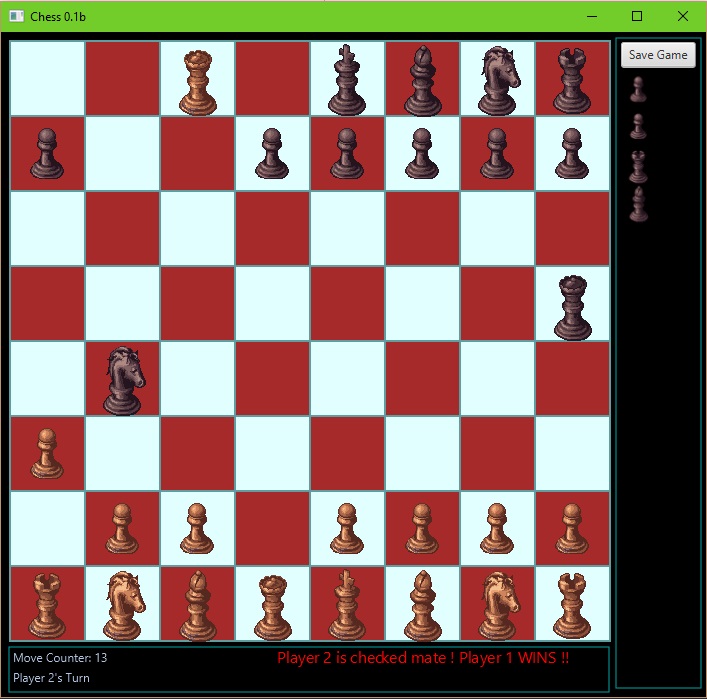 Chess 0.1b
Save Game
Move Counter: 13
Player 2 is checked mate ! Player 1 WINS !!
Player 2's Turn